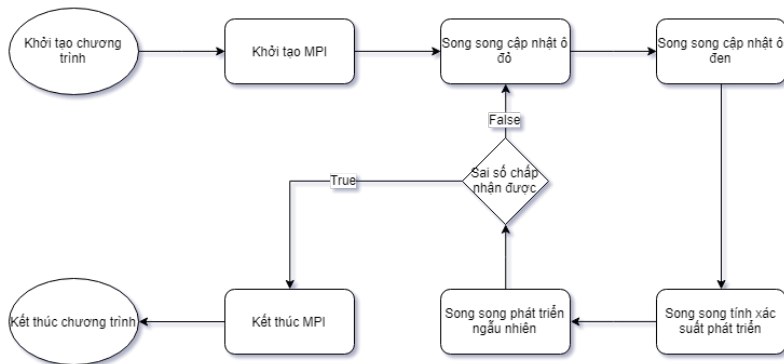 Khởi tạo chương
trình
Khởi tạo MPI
Song song cập nhật ô
đỏ
Song song cập nhật ô
đen
False
Sai số chấp
nhận được
True
Kết thúc chương trình
Kết thúc MPI
Song song phát triển
ngẫu nhiên
Song song tính xác
suất phát triển